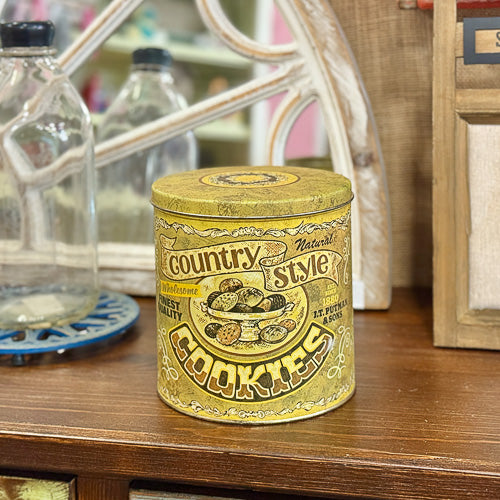 Natural
Country Style
Wholesome
FINEST
QUALITY
J.T. PUTMAN
& SONS
COOKIES